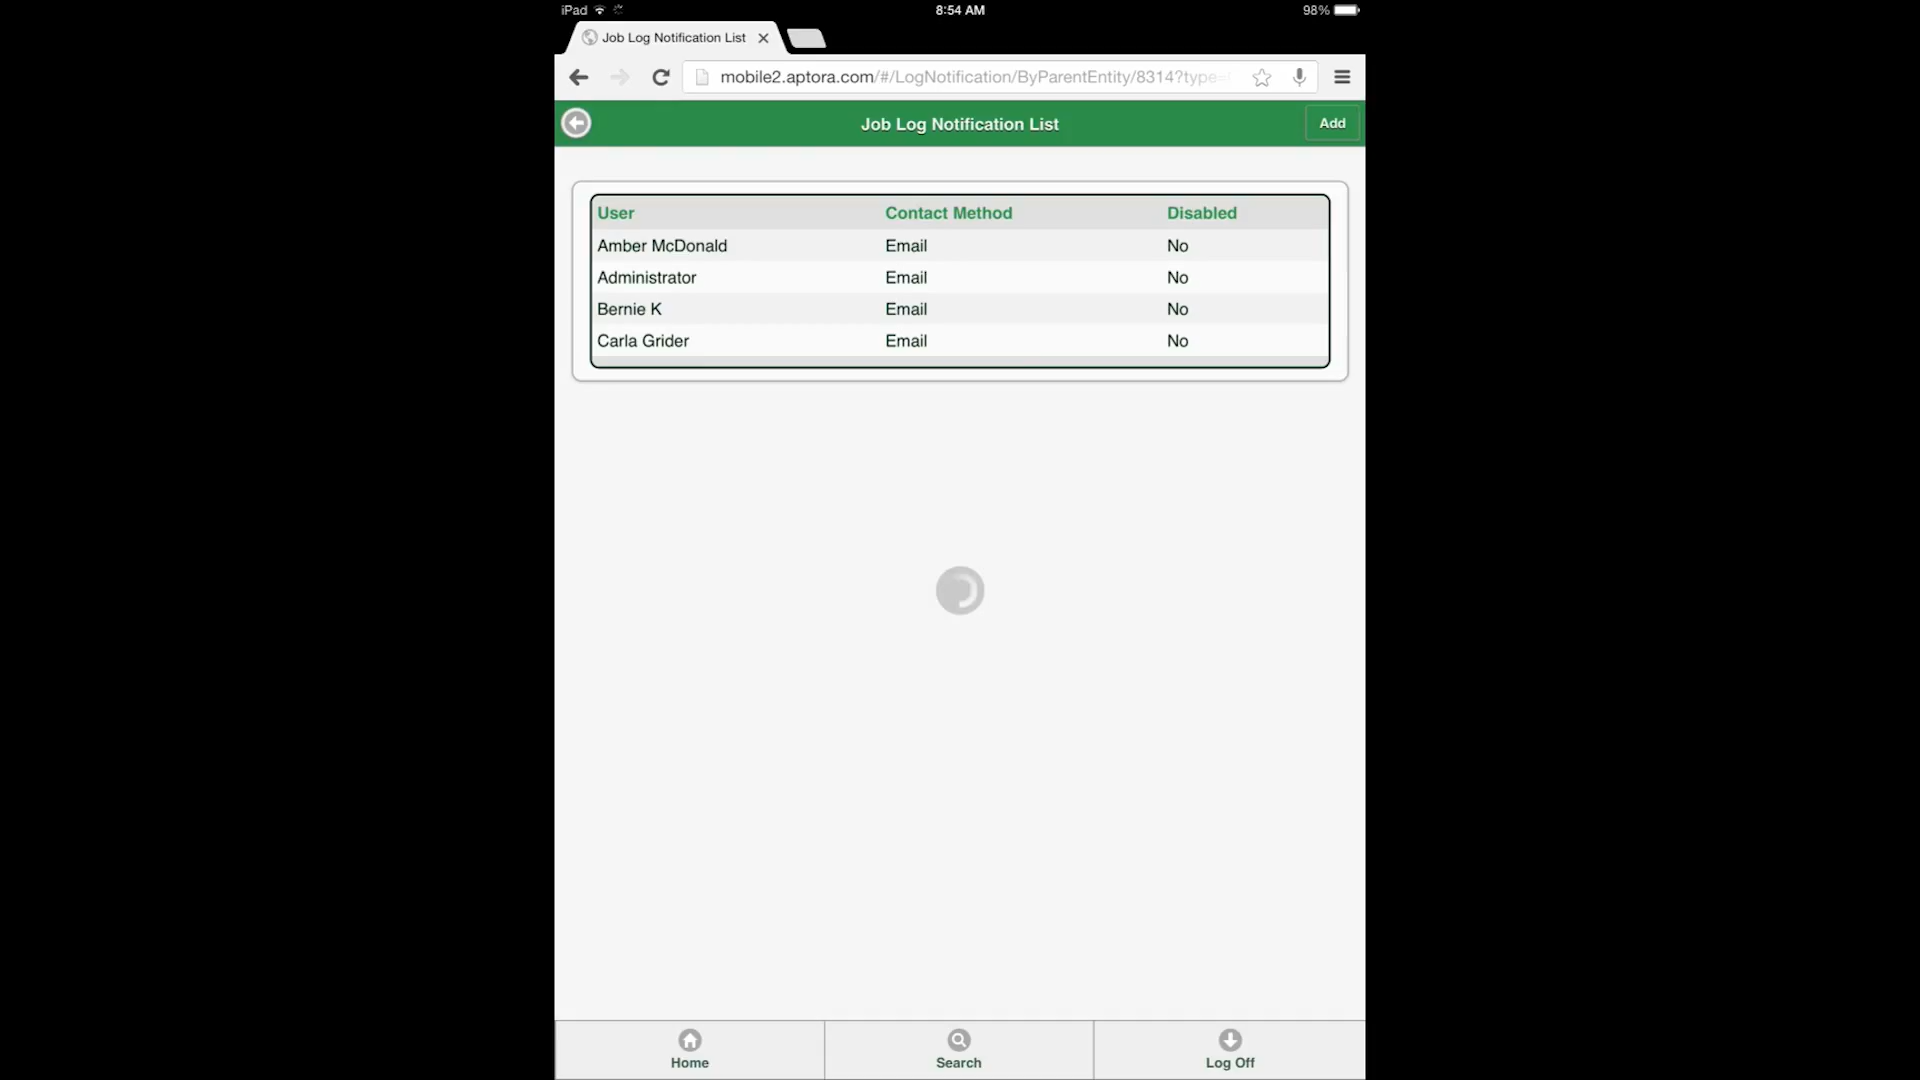 iPad 8:54 AM 98%
Job Log Notification List
mobile2.aptora.com/#/LogNotification/ByParentEntity/8314?type=
Job Log Notification List Add
User Contact Method Disabled
Amber McDonald Email No
Administrator Email No
Bernie K Email No
Carla Grider Email No
Home Search Log Off